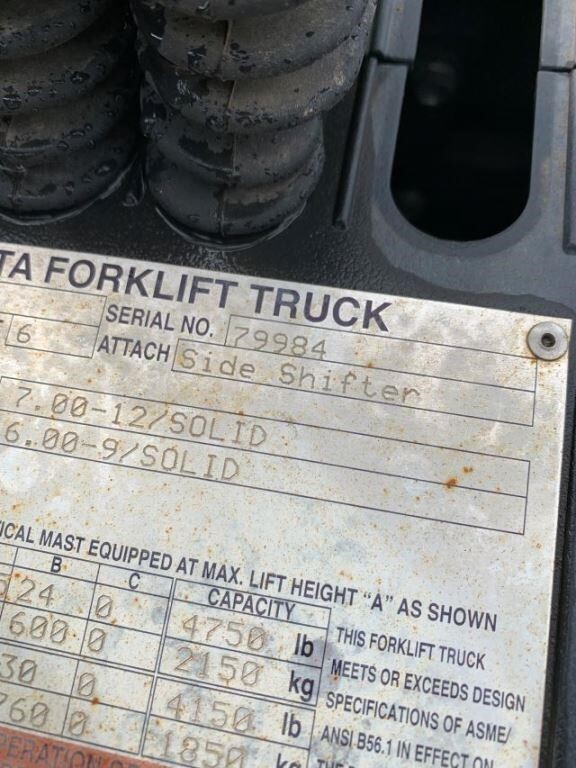 TA FORKLIFT TRUCK
SERIAL NO. 79984
6 ATTACH Side Shifter
7.00-12/SOLID
6.00-9/SOLID
ICAL MAST EQUIPPED AT MAX. LIFT HEIGHT "A" AS SHOWN
B C CAPACITY
24 0 4750 lb THIS FORKLIFT TRUCK
600 0 2150 kg MEETS OR EXCEEDS DESIGN
30 0 4150 lb SPECIFICATIONS OF ASME/
760 0 1850 kg ANSI B56.1 IN EFFECT ON
PERATION